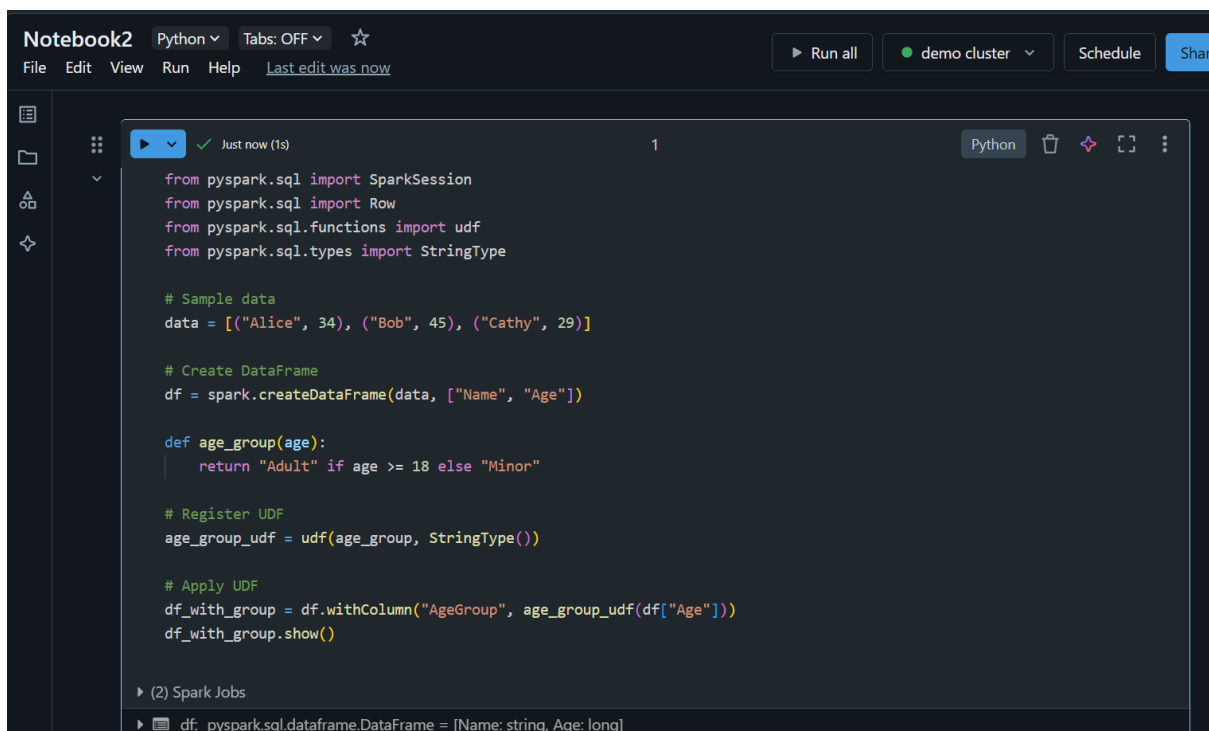 Notebook2 Python Tabs: OFF
File Edit View Run Help Last edit was now
Run all demo cluster Schedule
Just now (1s) 1 Python
from pyspark.sql import SparkSession
from pyspark.sql import Row
from pyspark.sql.functions import udf
from pyspark.sql.types import StringType
# Sample data
data = [("Alice", 34), ("Bob", 45), ("Cathy", 29)]
# Create DataFrame
df = spark.createDataFrame(data, ["Name", "Age"])
def age_group(age):
    return "Adult" if age >= 18 else "Minor"
# Register UDF
age_group_udf = udf(age_group, StringType())
# Apply UDF
df_with_group = df.withColumn("AgeGroup", age_group_udf(df["Age"]))
df_with_group.show()
(2) Spark Jobs
df: pyspark.sql.dataframe.DataFrame = [Name: string, Age: long]